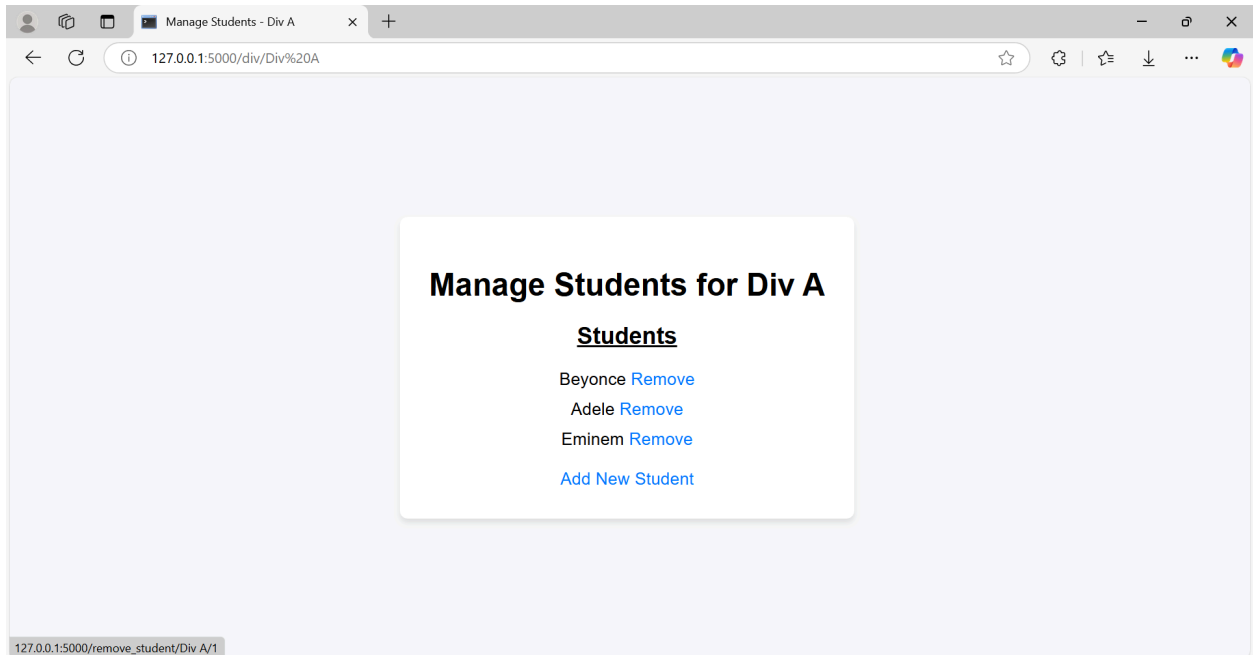 Manage Students - Div A
127.0.0.1:5000/div/Div%20A
Manage Students for Div A
Students
Beyonce Remove
Adele Remove
Eminem Remove
Add New Student
127.0.0.1:5000/remove_student/Div A/1